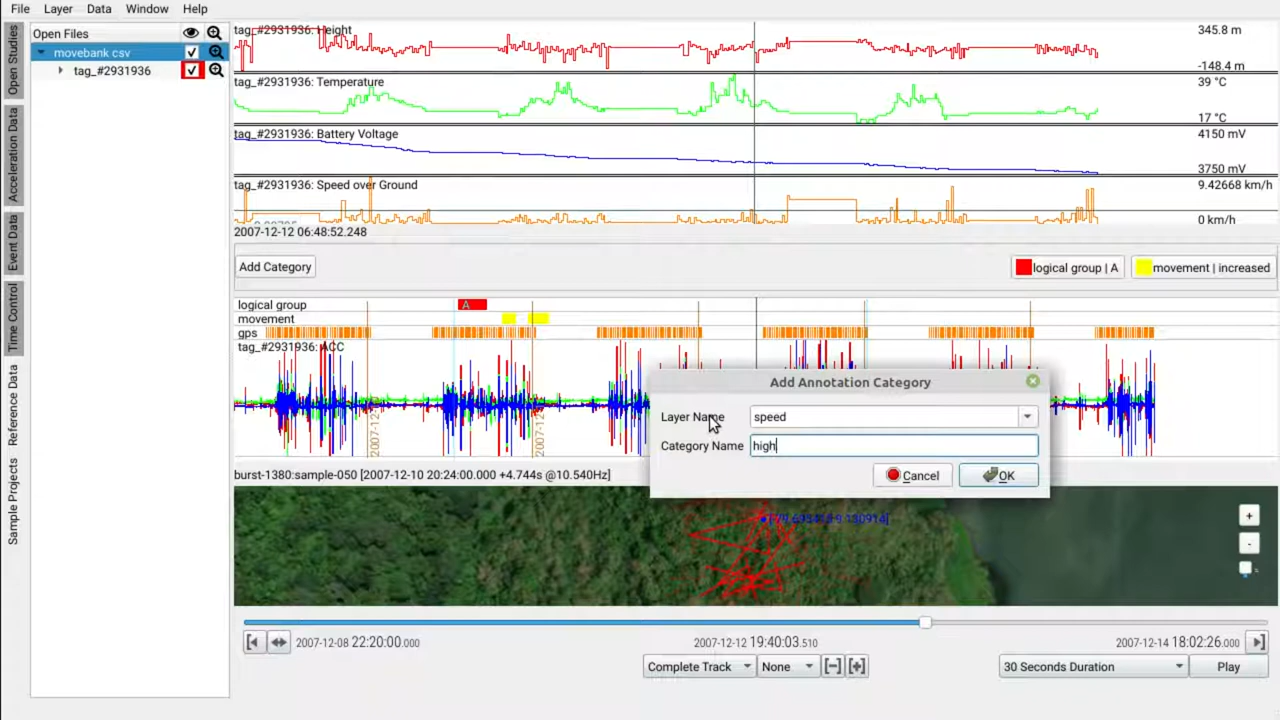 File Layer Data Window Help
Open Files
movebank csv
tag_#2931936
Open Studies
Acceleration Data
Event Data
Time Control
Reference Data
Sample Projects
tag_#2931936: Height
345.8 m
-148.4 m
tag_#2931936: Temperature
39 °C
17 °C
tag_#2931936: Battery Voltage
4150 mV
3750 mV
tag_#2931936: Speed over Ground
9.42668 km/h
0 km/h
2007-12-12 06:48:52.248
Add Category
logical group | A
movement | increased
logical group
A
movement
gps
tag_#2931936: ACC
Add Annotation Category
Layer Name speed
Category Name high
Cancel OK
burst-1380:sample-050 [2007-12-10 20:24:00.000 +4.744s @10.540Hz]
+
-
2007-12-08 22:20:00.000
2007-12-12 19:40:03.510
2007-12-14 18:02:26.000
Complete Track None [-] [+] 30 Seconds Duration Play